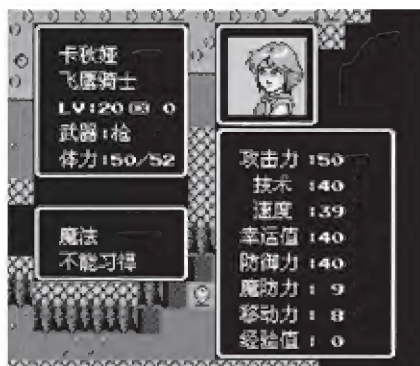 卡秋娅
飞鹰骑士
LV:20 0
武器:枪
体力:50/52
魔法
不能习得
攻击力:50
技术:40
速度:39
幸运值:40
防御力:40
魔防力: 9
移动力: 8
经验值: 0